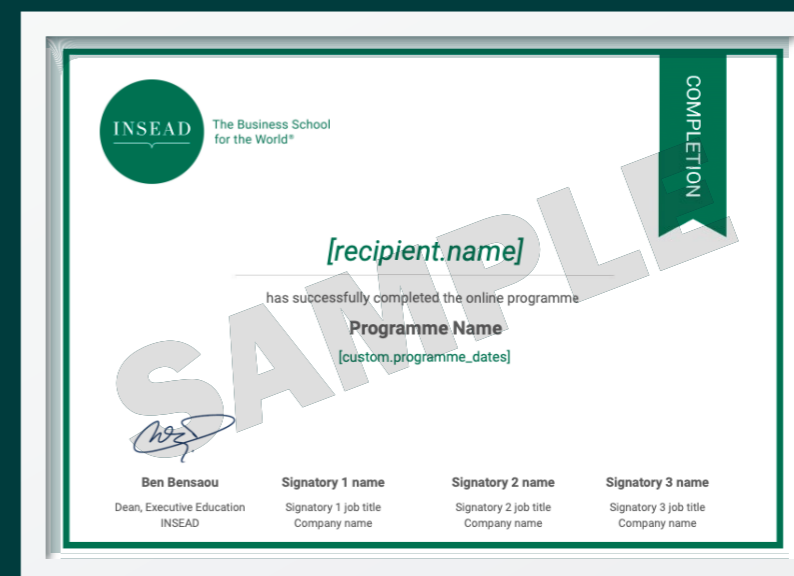 INSEAD
The Business School
for the World®
COMPLETION
SAMPLE
[recipient.name]
has successfully completed the online programme
Programme Name
[custom.programme_dates]
Ben Bensaou
Dean, Executive Education
INSEAD
Signatory 1 name
Signatory 1 job title
Company name
Signatory 2 name
Signatory 2 job title
Company name
Signatory 3 name
Signatory 3 job title
Company name